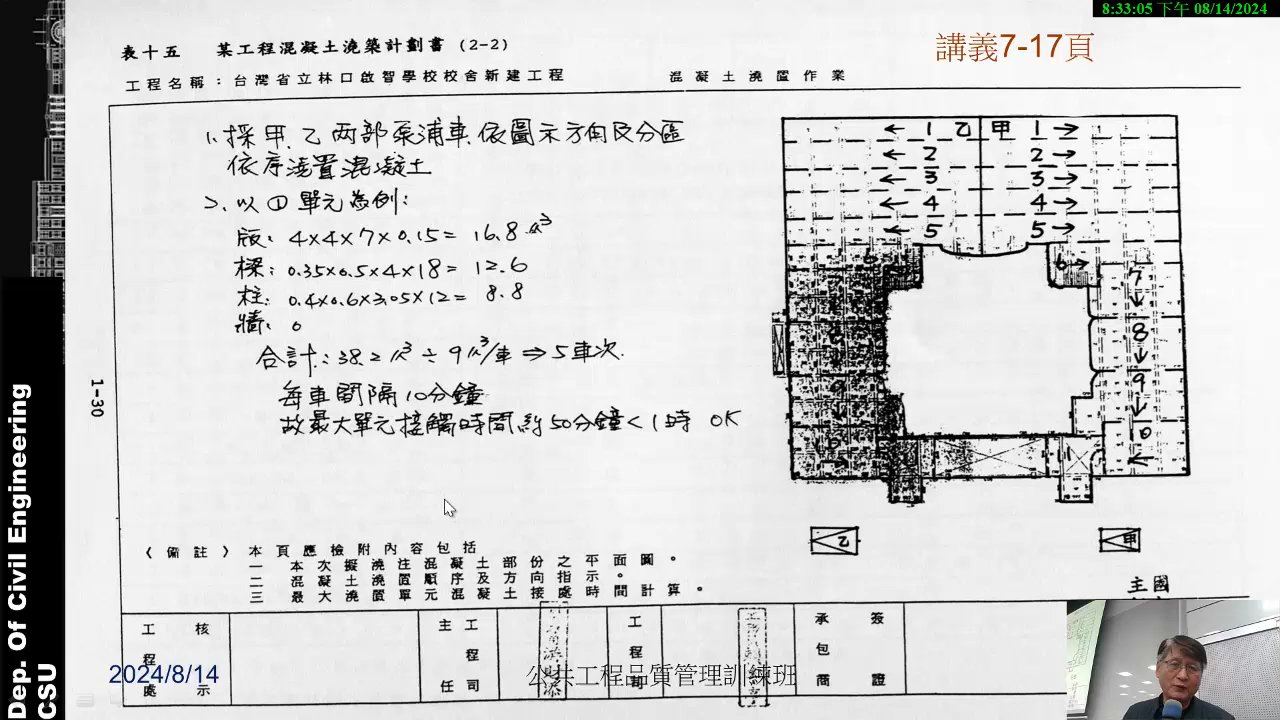 8:33:05 下午 08/14/2024
講義7-17頁
表十五 某工程混凝土澆築計劃書 (2-2)
工程名稱：台灣省立林口啟智學校校舍新建工程 混凝土澆置作業
1. 採甲、乙兩部泵浦車、依圖示方向及分區
依序澆置混凝土
2. 以①單元為例：
版：4×4×7×0.15= 16.8 m³
樑：0.35×0.5×4×18= 12.6
柱：0.4×0.6×3.05×12= 8.8
牆：0
合計：38.2 m³ ÷ 9 m³/車 ⇒ 5車次.
每車間隔10分鐘
故最大單元接觸時間約50分鐘<1時 OK
← 1 乙 甲 1 →
← 2 2 →
← 3 3 →
← 4 4 →
← 5 5 →
6→
7
8
9
10
←
乙
甲
1-30
〈備註〉本頁應檢附內容包括
一 本次擬澆注混凝土部份之平面圖。
二 混凝土澆置順序及方向指示。
三 最大澆置單元混凝土接處時間計算。
主國
工程處 核示
主任 工程司
工程司
承包商 簽證
2024/8/14
公共工程品質管理訓練班
Dep. Of Civil Engineering
CSU